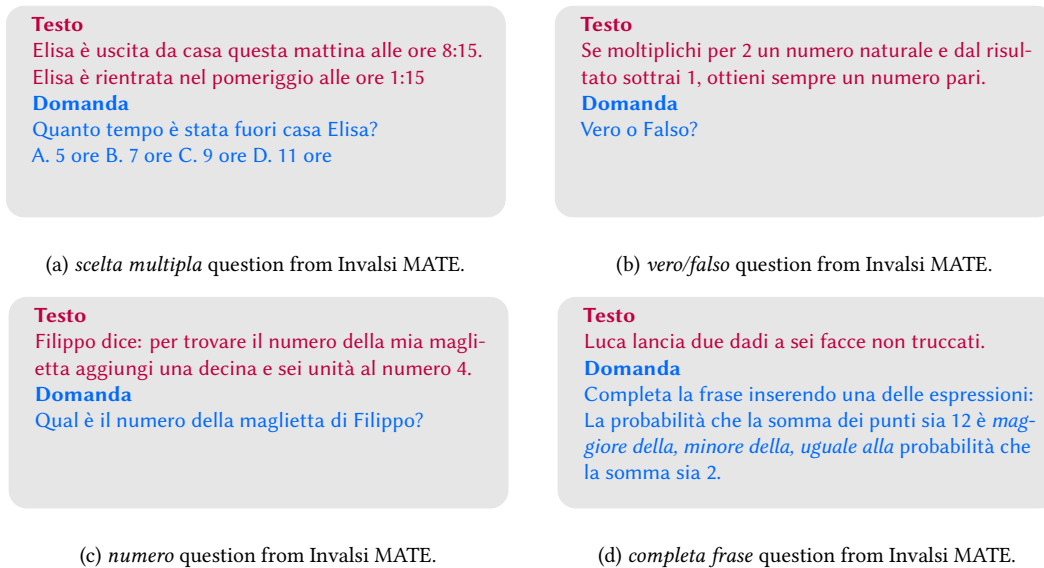 Testo
Elisa è uscita da casa questa mattina alle ore 8:15.
Elisa è rientrata nel pomeriggio alle ore 1:15
Domanda
Quanto tempo è stata fuori casa Elisa?
A. 5 ore B. 7 ore C. 9 ore D. 11 ore
(a) scelta multipla question from Invalsi MATE.
Testo
Se moltiplichi per 2 un numero naturale e dal risul-
tato sottrai 1, ottieni sempre un numero pari.
Domanda
Vero o Falso?
(b) vero/falso question from Invalsi MATE.
Testo
Filippo dice: per trovare il numero della mia magli-
etta aggiungi una decina e sei unità al numero 4.
Domanda
Qual è il numero della maglietta di Filippo?
(c) numero question from Invalsi MATE.
Testo
Luca lancia due dadi a sei facce non truccati.
Domanda
Completa la frase inserendo una delle espressioni:
La probabilità che la somma dei punti sia 12 è mag-
giore della, minore della, uguale alla probabilità che
la somma sia 2.
(d) completa frase question from Invalsi MATE.